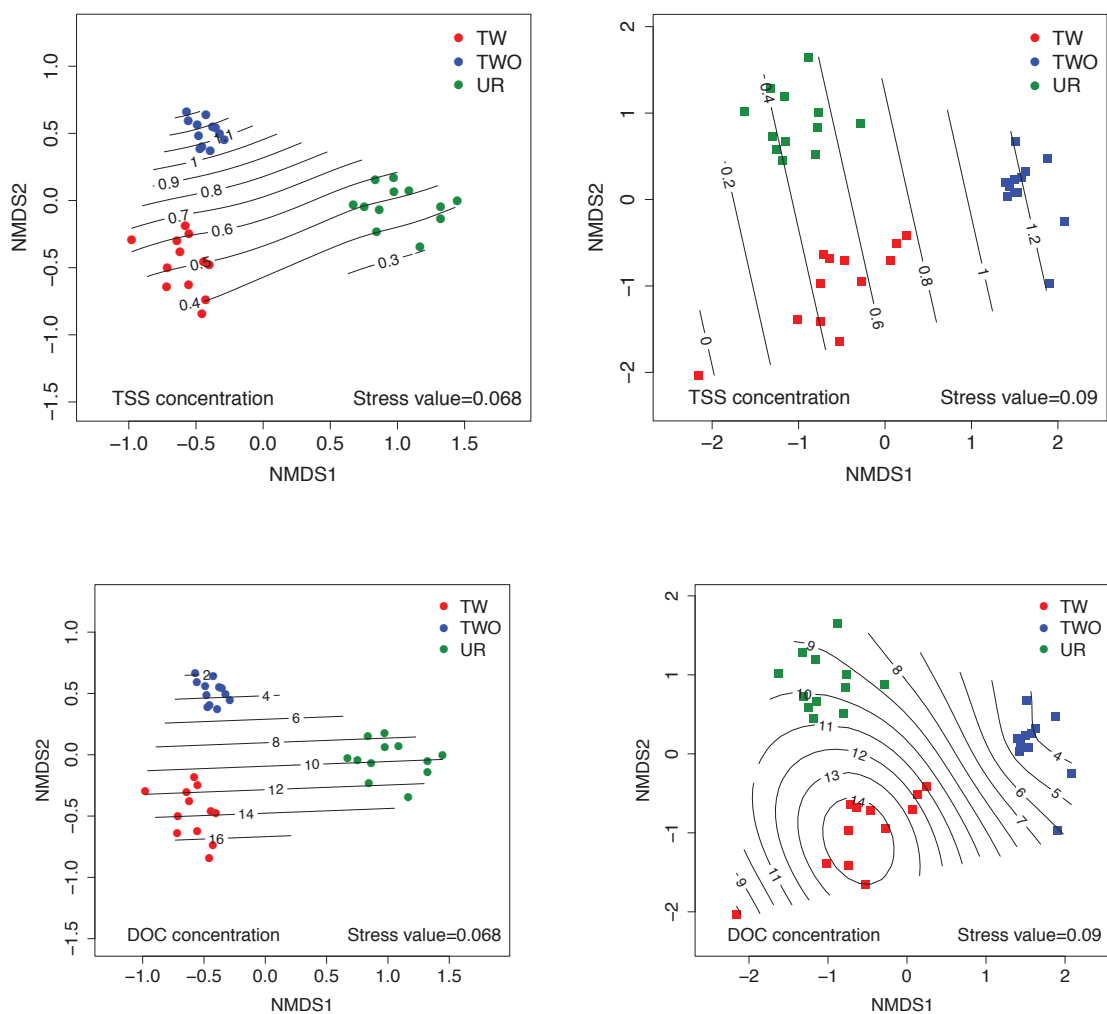 TW
TWO
UR
NMDS2
1.0
0.5
0.0
−0.5
−1.0
−1.5
1.1
1
0.9
0.8
0.7
0.6
0.5
0.4
0.3
TSS concentration Stress value=0.068
−1.0 −0.5 0.0 0.5 1.0 1.5
NMDS1
TW
TWO
UR
NMDS2
2
1
0
−1
−2
0
0.2
0.4
0.6
0.8
1
1.2
TSS concentration Stress value=0.09
−2 −1 0 1 2
NMDS1
TW
TWO
UR
NMDS2
1.0
0.5
0.0
−0.5
−1.0
−1.5
2
4
6
8
10
12
14
16
DOC concentration Stress value=0.068
−1.0 −0.5 0.0 0.5 1.0 1.5
NMDS1
TW
TWO
UR
NMDS2
2
1
0
−1
−2
9
10
11
12
13
14
8
7
6
5
4
11
9
DOC concentration Stress value=0.09
−2 −1 0 1 2
NMDS1